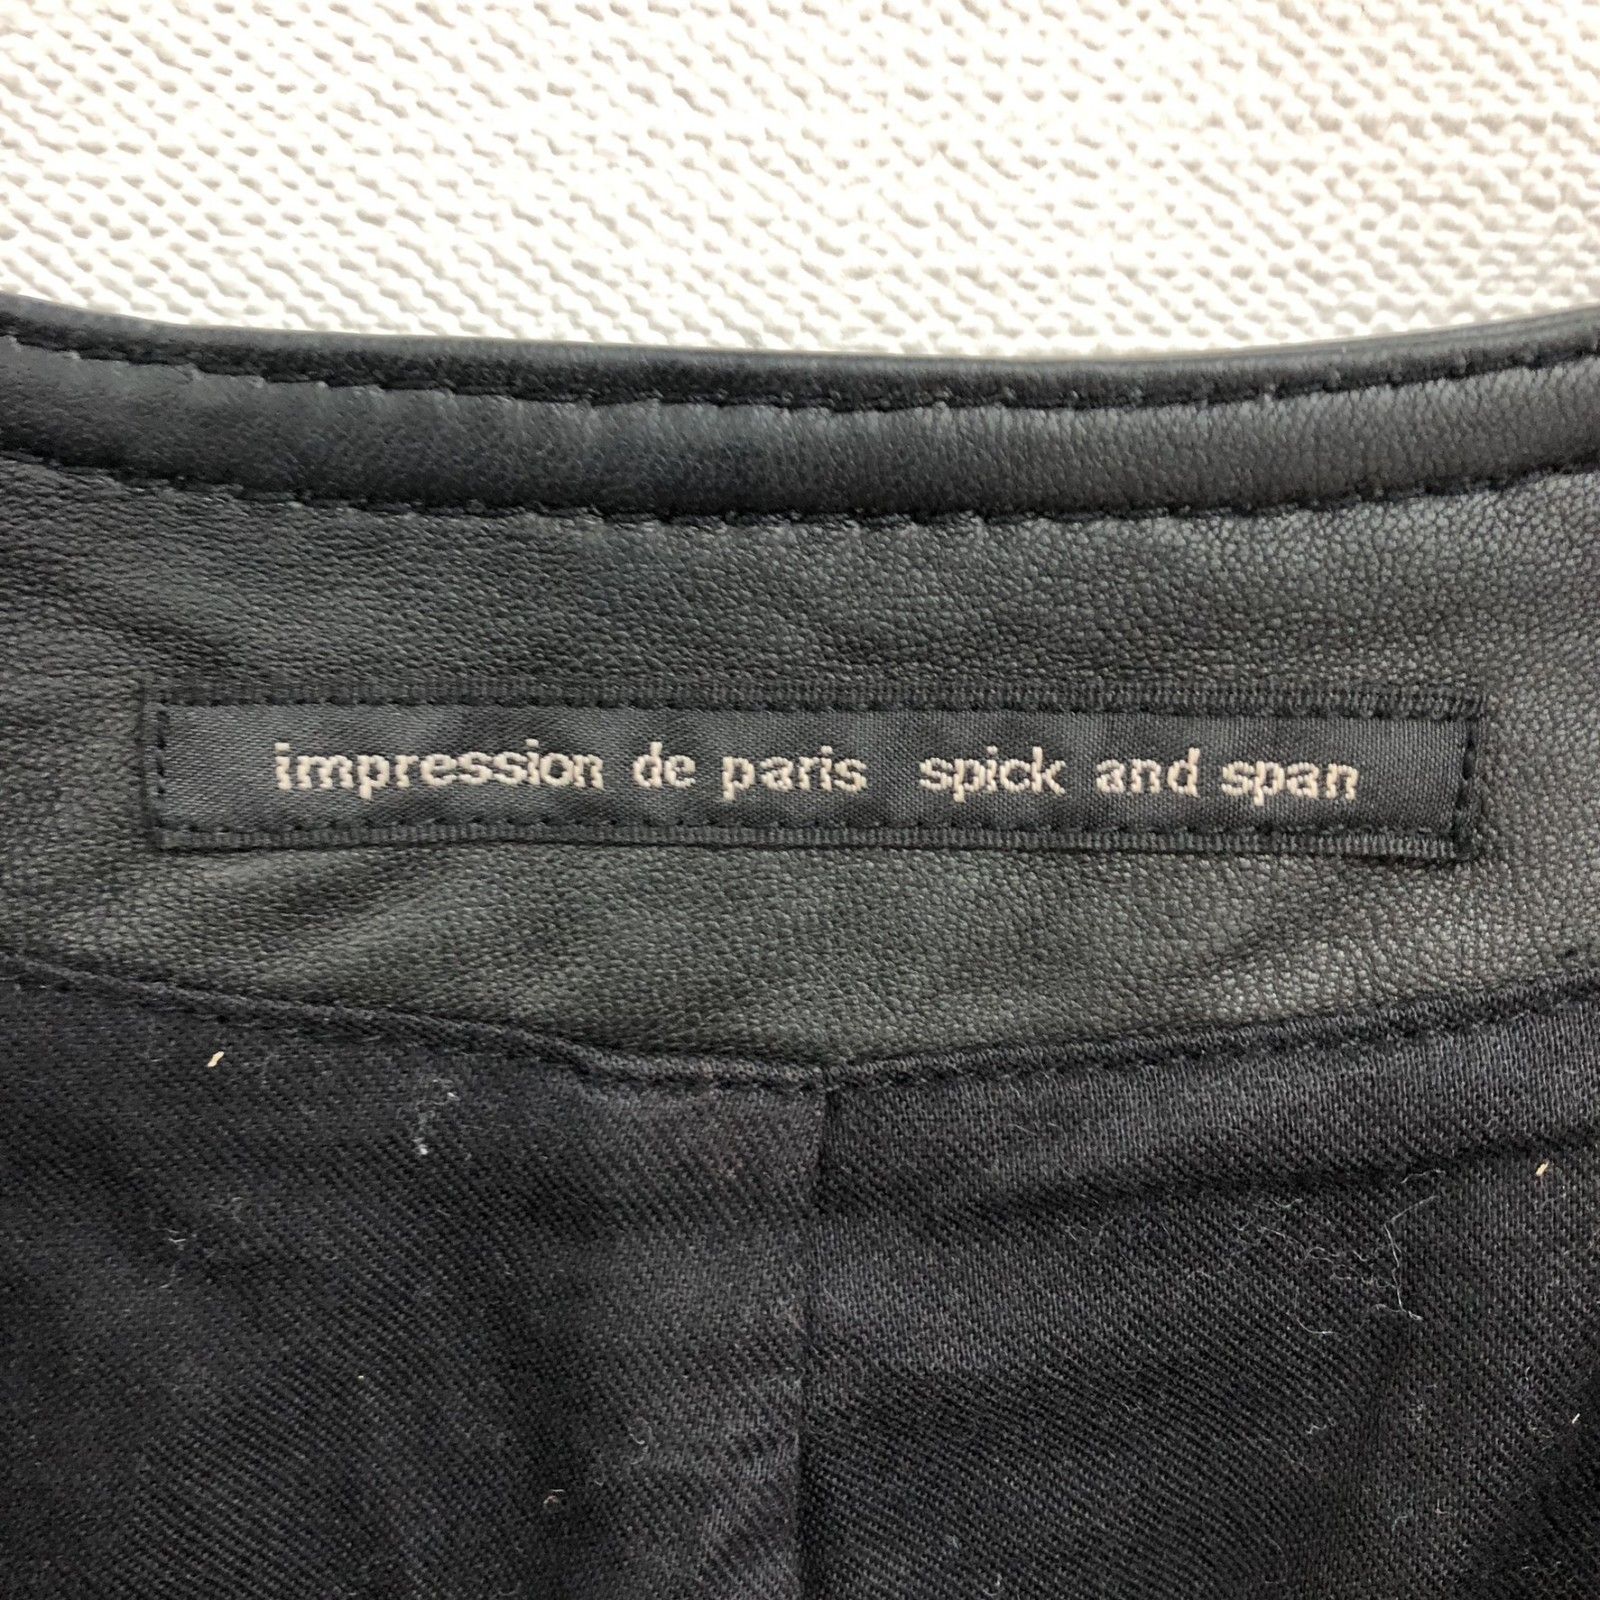 impression de paris spick and span